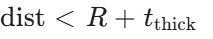 dist < R + t_thick